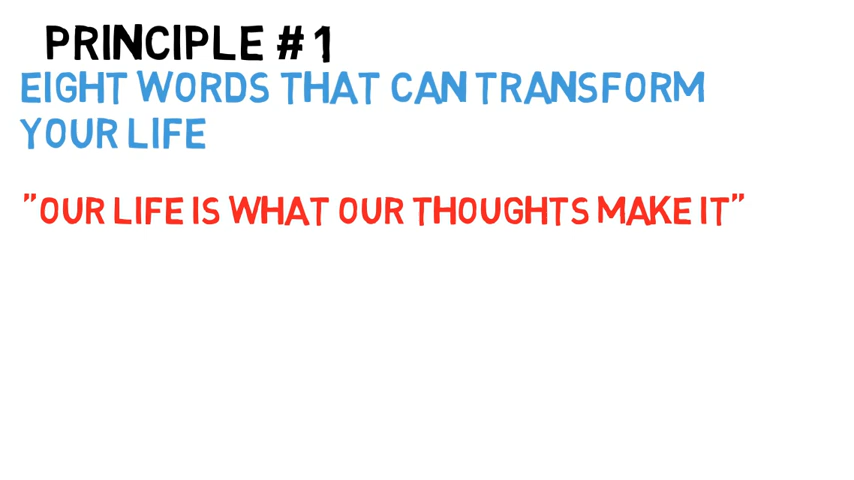 PRINCIPLE # 1
EIGHT WORDS THAT CAN TRANSFORM
YOUR LIFE
"OUR LIFE IS WHAT OUR THOUGHTS MAKE IT"